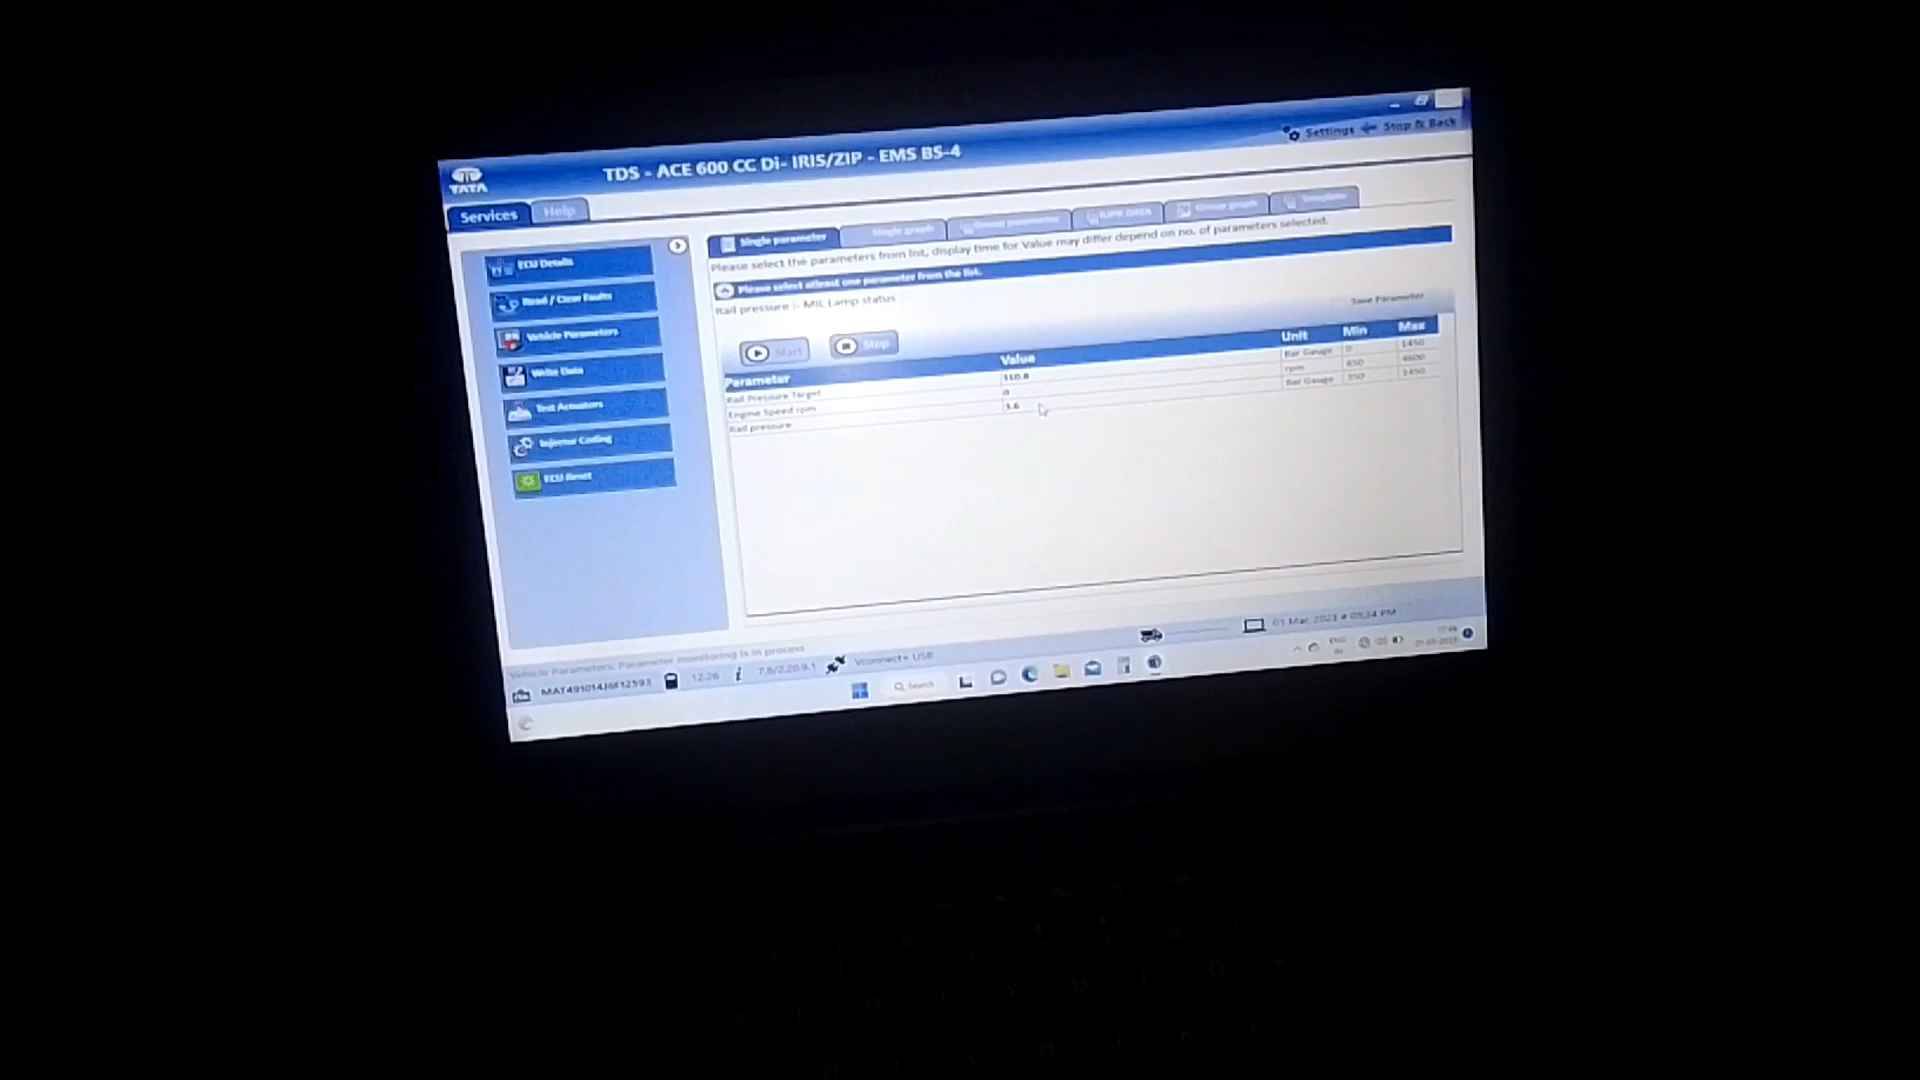 Settings Stop & Back
TATA
TDS - ACE 600 CC Di- IRIS/ZIP - EMS BS-4
Services Help
Single parameter Single graph Group parameter IUPR DATA Group graph Template
Please select the parameters from list, display time for Value may differ depend on no. of parameters selected.
Please select atleast one parameter from the list.
Rail pressure :- MIL Lamp status
Save Parameter
Start Stop
Parameter Value Unit Min Max
Rail Pressure Target 110.8 Bar Gauge 0 1450
Engine Speed rpm 0 rpm 850 4600
Rail pressure 5.6 Bar Gauge 350 1450
ECU Details
Read / Clear Faults
Vehicle Parameters
Write Data
Test Actuators
Injector Coding
ECU Reset
Vehicle Parameters: Parameter monitoring is in process
MAT491014J6F12593 12.26 7.8/2.20.9.1 Vconnect+ USB 01 Mar, 2023 # 05:34 PM
Search
ENG
IN